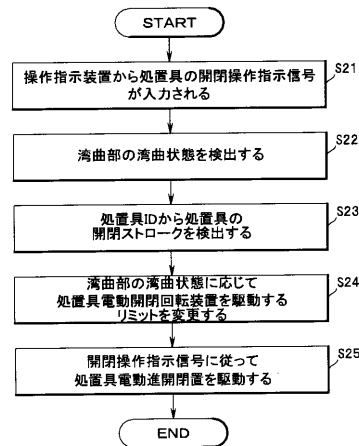 START
S21
操作指示装置から処置具の開閉操作指示信号
が入力される
S22
湾曲部の湾曲状態を検出する
S23
処置具IDから処置具の
開閉ストロークを検出する
S24
湾曲部の湾曲状態に応じて
処置具電動開閉回転装置を駆動する
リミットを変更する
S25
開閉操作指示信号に従って
処置具電動進開閉置を駆動する
END